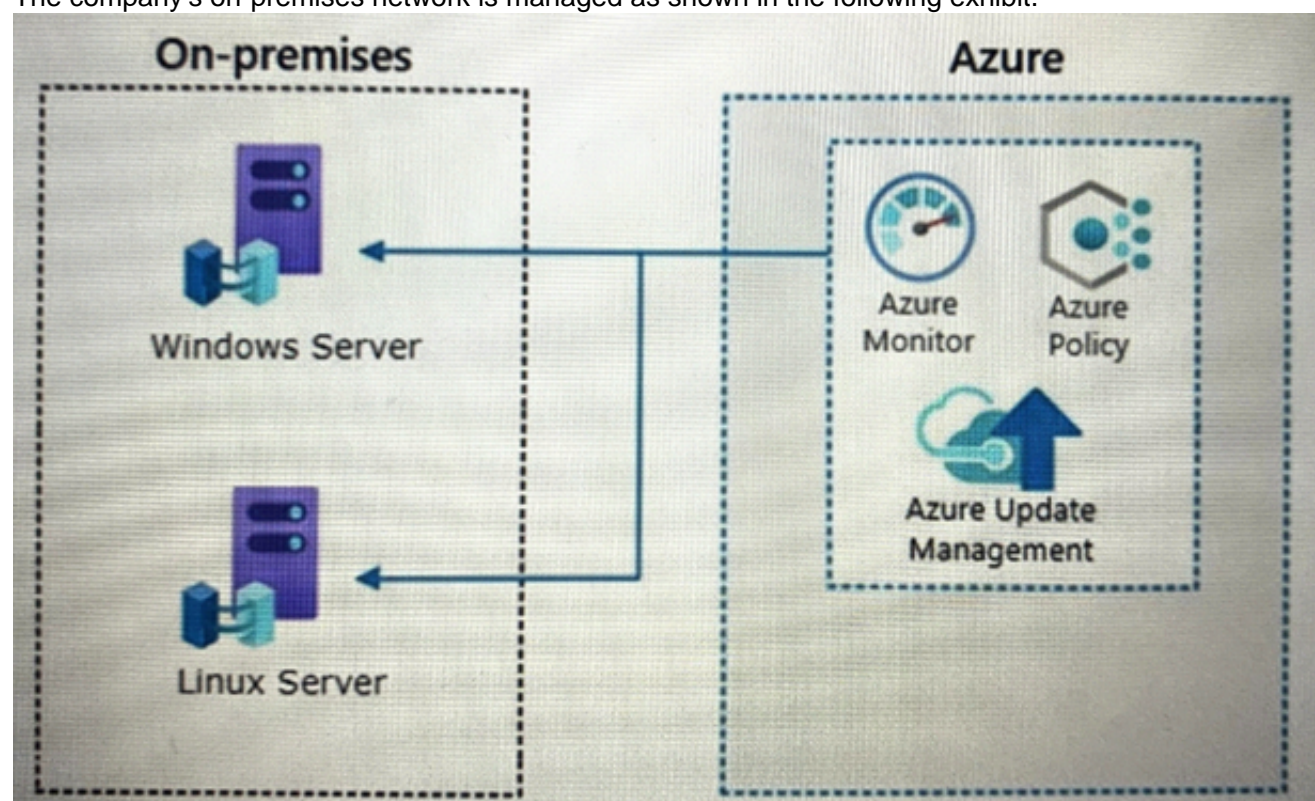 The company's on-premises network is managed as shown in the following exhibit.
On-premises
Azure
Windows Server
Linux Server
Azure
Monitor
Azure
Policy
Azure Update
Management